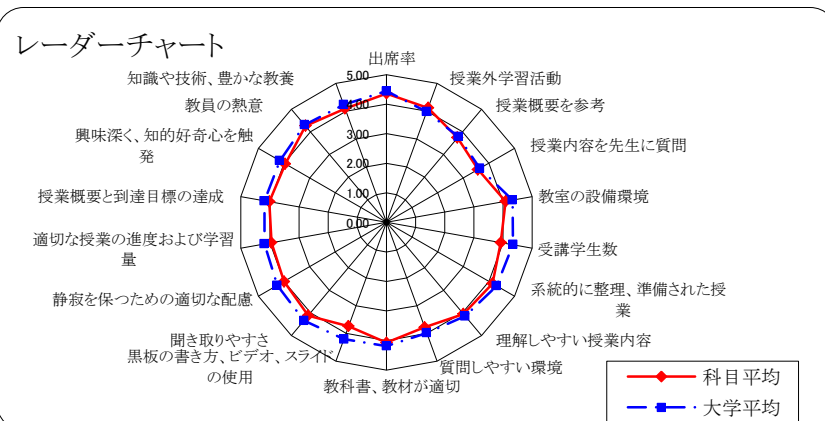 レーダーチャート
出席率
授業外学習活動
授業概要を参考
授業内容を先生に質問
教室の設備環境
受講学生数
系統的に整理、準備された授
業
理解しやすい授業内容
質問しやすい環境
教科書、教材が適切
黒板の書き方、ビデオ、スライド
の使用
聞き取りやすさ
静寂を保つための適切な配慮
適切な授業の進度および学習
量
授業概要と到達目標の達成
興味深く、知的好奇心を触
発
教員の熱意
知識や技術、豊かな教養
5.00
4.00
3.00
2.00
1.00
0.00
科目平均
大学平均